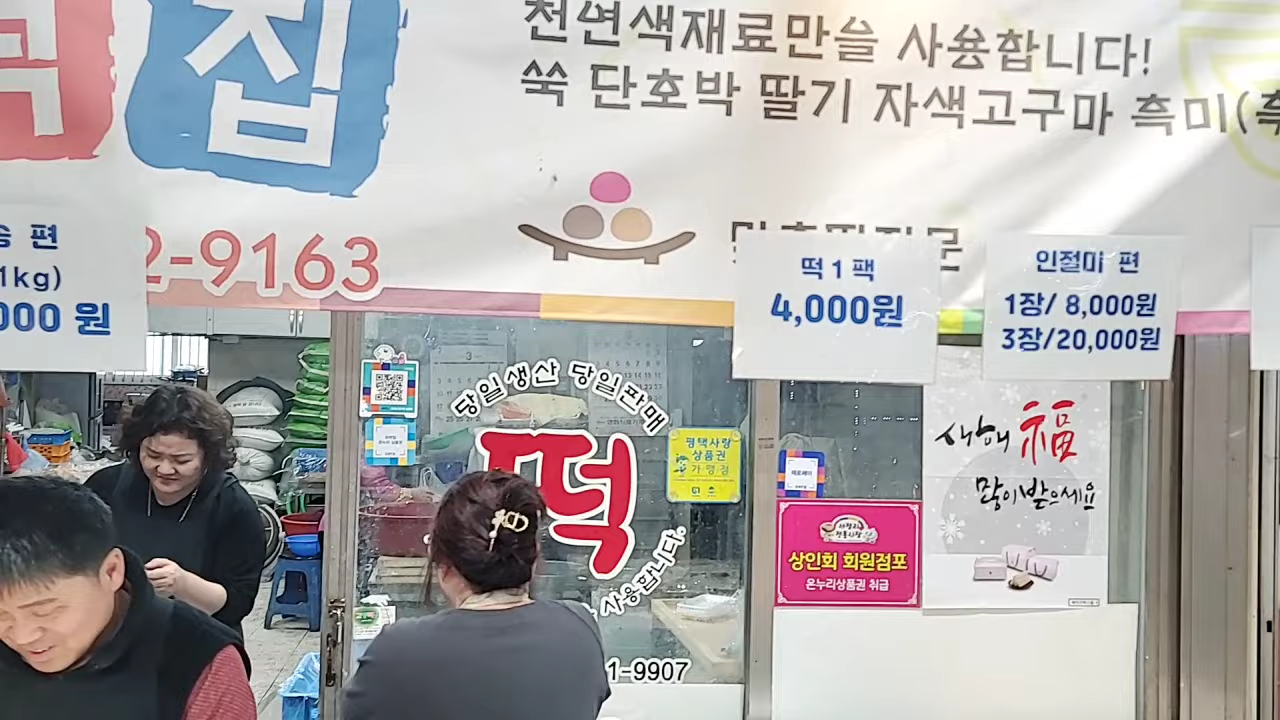 집
천연색재료만을 사용합니다!
쑥 단호박 딸기 자색고구마 흑미(흑
2-9163
송 편
1kg)
000 원
떡 1 팩
4,000원
인절미 편
1장/ 8,000원
3장/20,000원
당일생산 당일판매
떡
사용합니다.
1-9907
평택사랑
상품권
가맹점
상인회 회원점포
온누리상품권 취급
새해 福
많이 받으세요